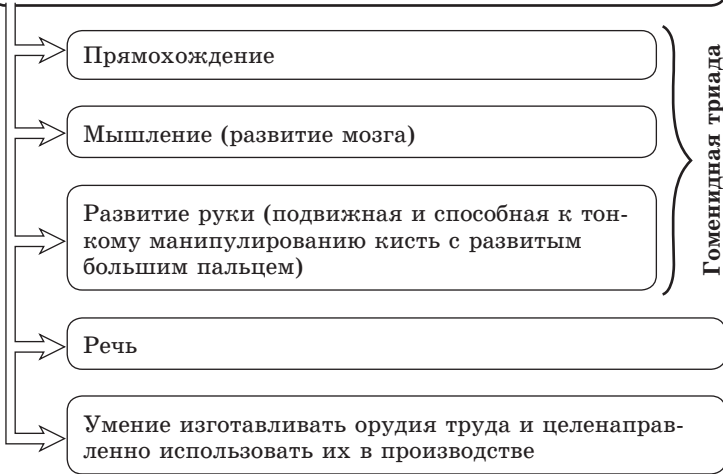 Прямохождение
Мышление (развитие мозга)
Развитие руки (подвижная и способная к тон-
кому манипулированию кисть с развитым
большим пальцем)
Гоменидная триада
Речь
Умение изготавливать орудия труда и целенаправ-
ленно использовать их в производстве